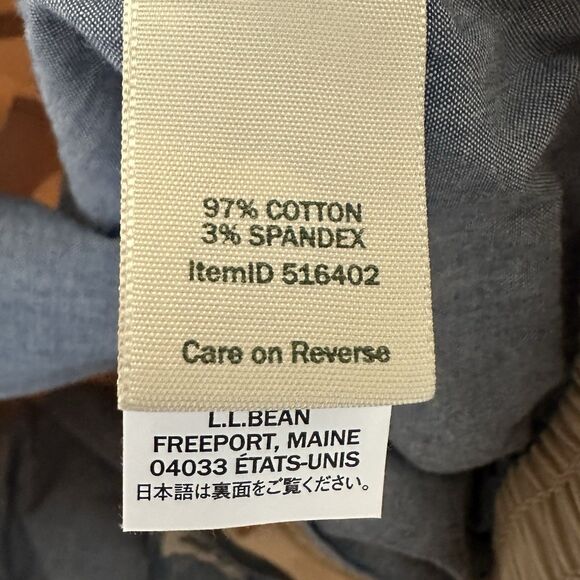 97% COTTON
3% SPANDEX
ItemID 516402
Care on Reverse
L.L.BEAN
FREEPORT, MAINE
04033 ÉTATS-UNIS
日本語は裏面をご覧ください。